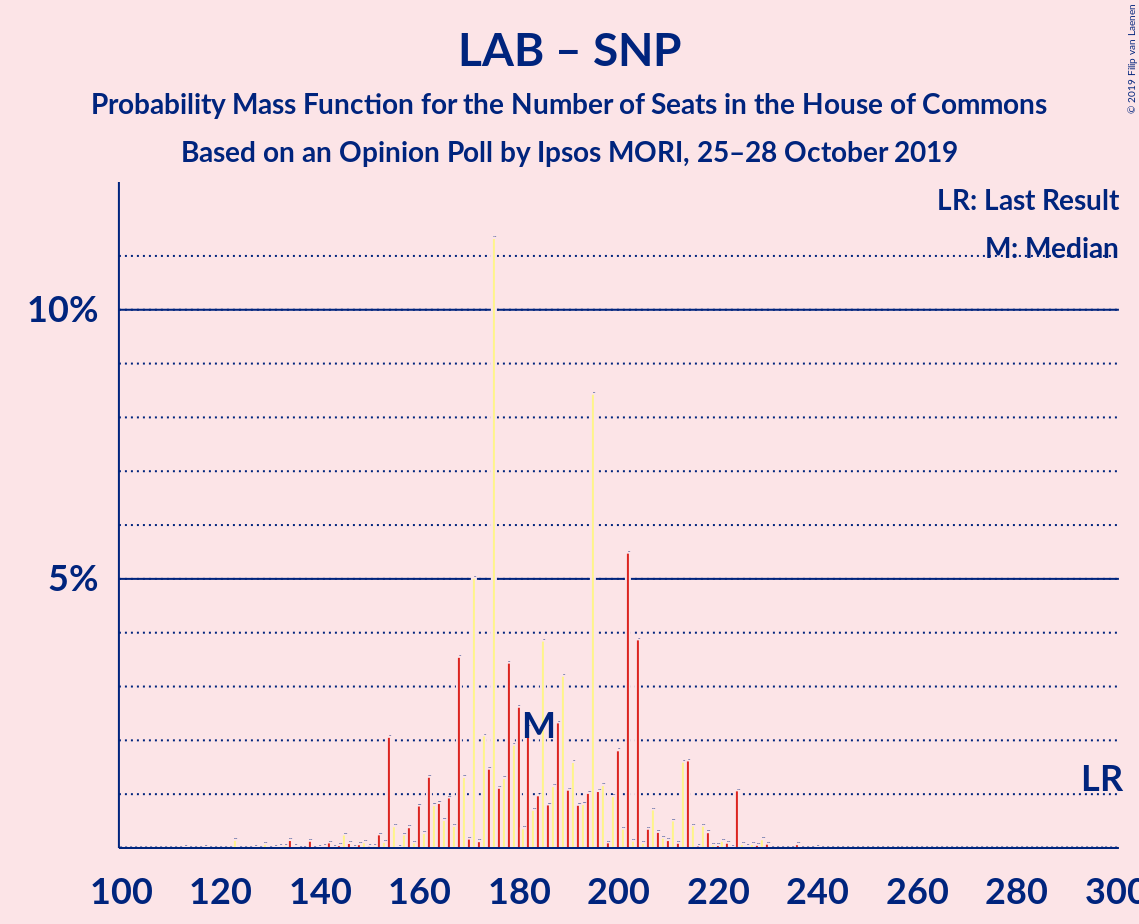 LAB – SNP
Probability Mass Function for the Number of Seats in the House of Commons
Based on an Opinion Poll by Ipsos MORI, 25–28 October 2019
© 2019 Filip van Laenen
LR: Last Result
M: Median
10%
5%
M
LR
100 120 140 160 180 200 220 240 260 280 300